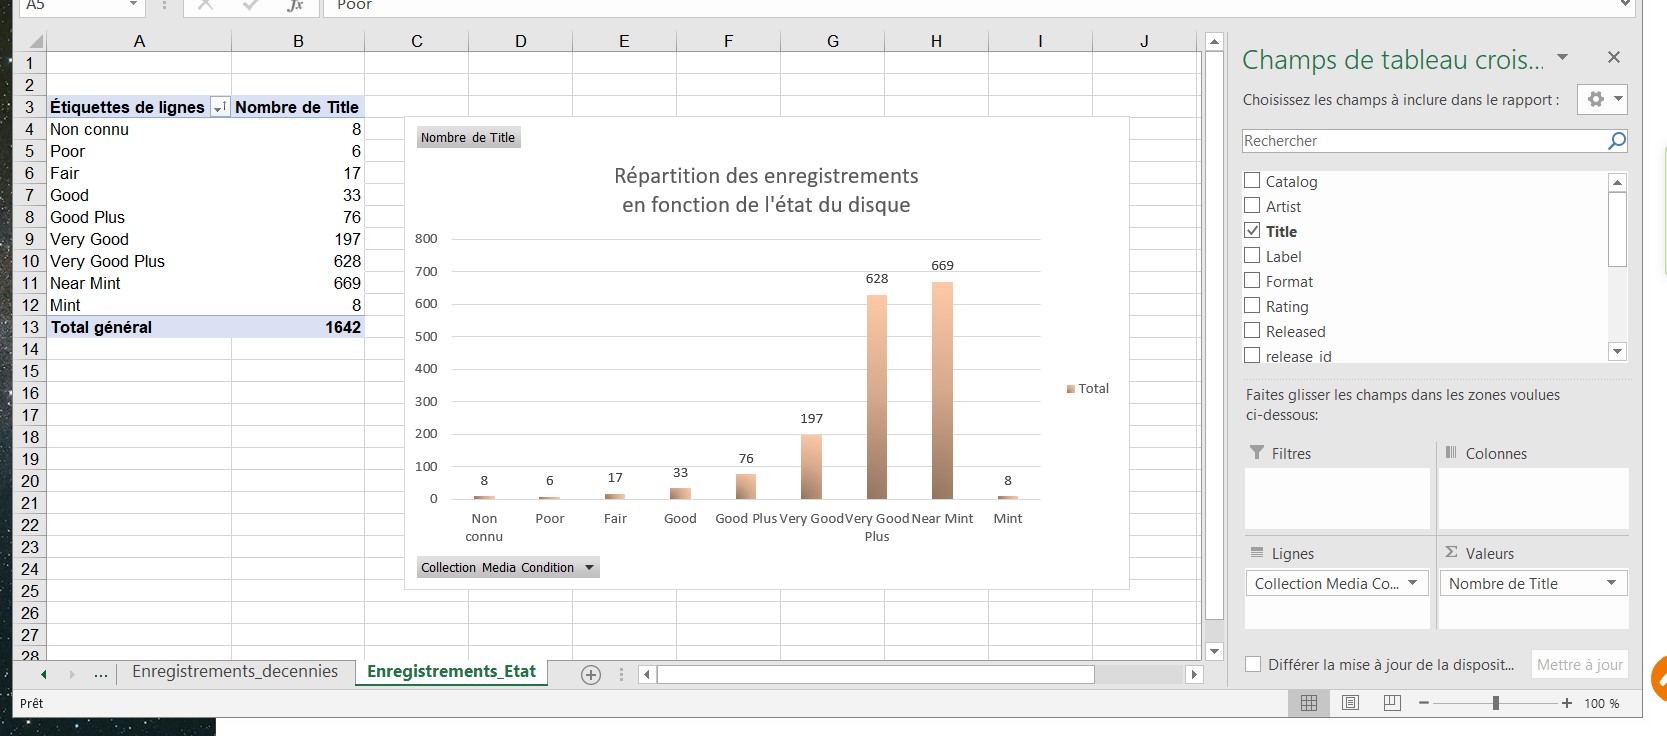 A5 fx Poor
A B C D E F G H I J
1
2
3 Étiquettes de lignes Nombre de Title
4 Non connu 8
5 Poor 6
6 Fair 17
7 Good 33
8 Good Plus 76
9 Very Good 197
10 Very Good Plus 628
11 Near Mint 669
12 Mint 8
13 Total général 1642
14
15
16
17
18
19
20
21
22
23
24
25
26
27
28
Nombre de Title
Répartition des enregistrements
en fonction de l'état du disque
800
700
600
500
400
300
200
100
0
8 6 17 33 76 197 628 669 8
Non connu Poor Fair Good Good Plus Very Good Very Good Plus Near Mint Mint
Total
Collection Media Condition
Champs de tableau crois...
Choisissez les champs à inclure dans le rapport :
Rechercher
Catalog
Artist
Title
Label
Format
Rating
Released
release_id
Faites glisser les champs dans les zones voulues
ci-dessous:
Filtres Colonnes
Lignes Σ Valeurs
Collection Media Co... Nombre de Title
Différer la mise à jour de la disposit... Mettre à jour
... Enregistrements_decennies Enregistrements_Etat
Prêt 100 %